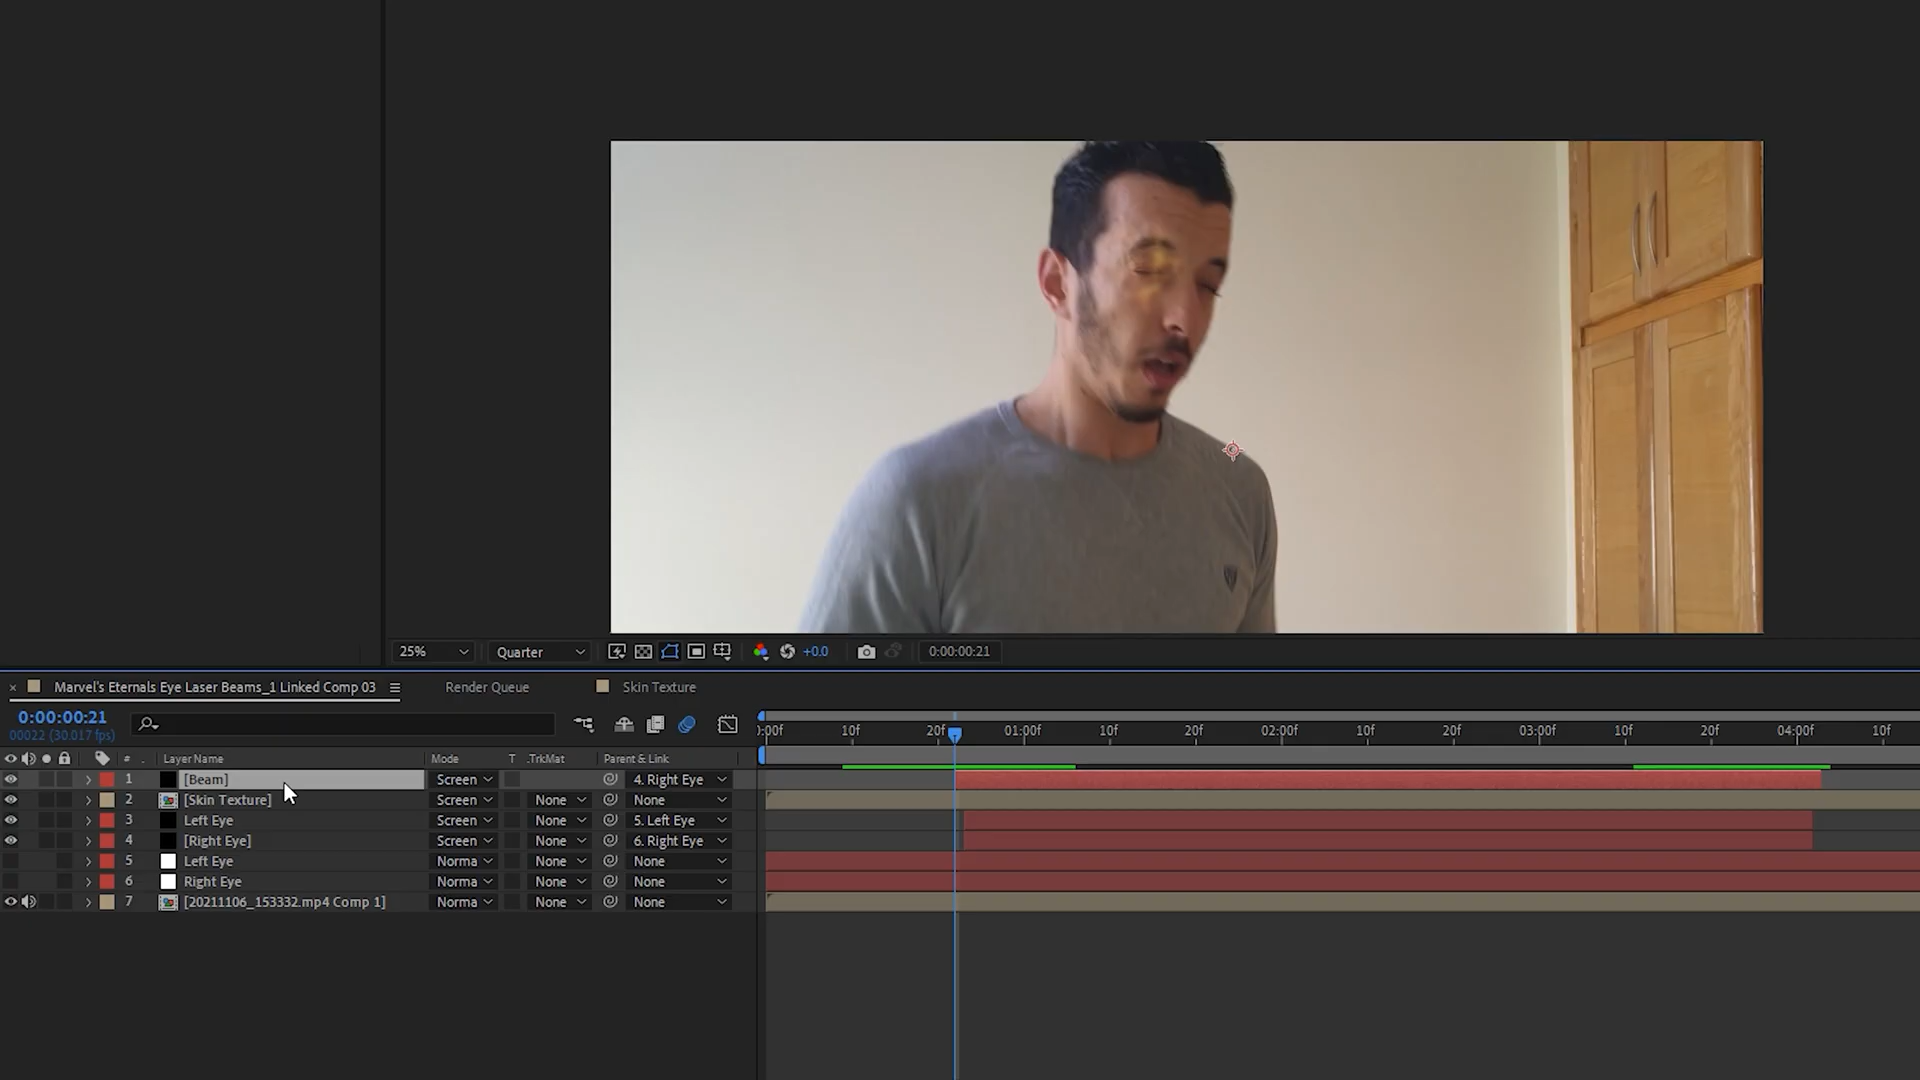 25% Quarter +0.0 0:00:00:21
× Marvel's Eternals Eye Laser Beams_1 Linked Comp 03 Render Queue Skin Texture
0:00:00:21
00022 (30.017 fps)
:00f 10f 20f 01:00f 10f 20f 02:00f 10f 20f 03:00f 10f 20f 04:00f 10f
# . Layer Name Mode T .TrkMat Parent & Link
1 [Beam] Screen 4. Right Eye
2 [Skin Texture] Screen None None
3 Left Eye Screen None 5. Left Eye
4 [Right Eye] Screen None 6. Right Eye
5 Left Eye Norma None None
6 Right Eye Norma None None
7 [20211106_153332.mp4 Comp 1] Norma None None